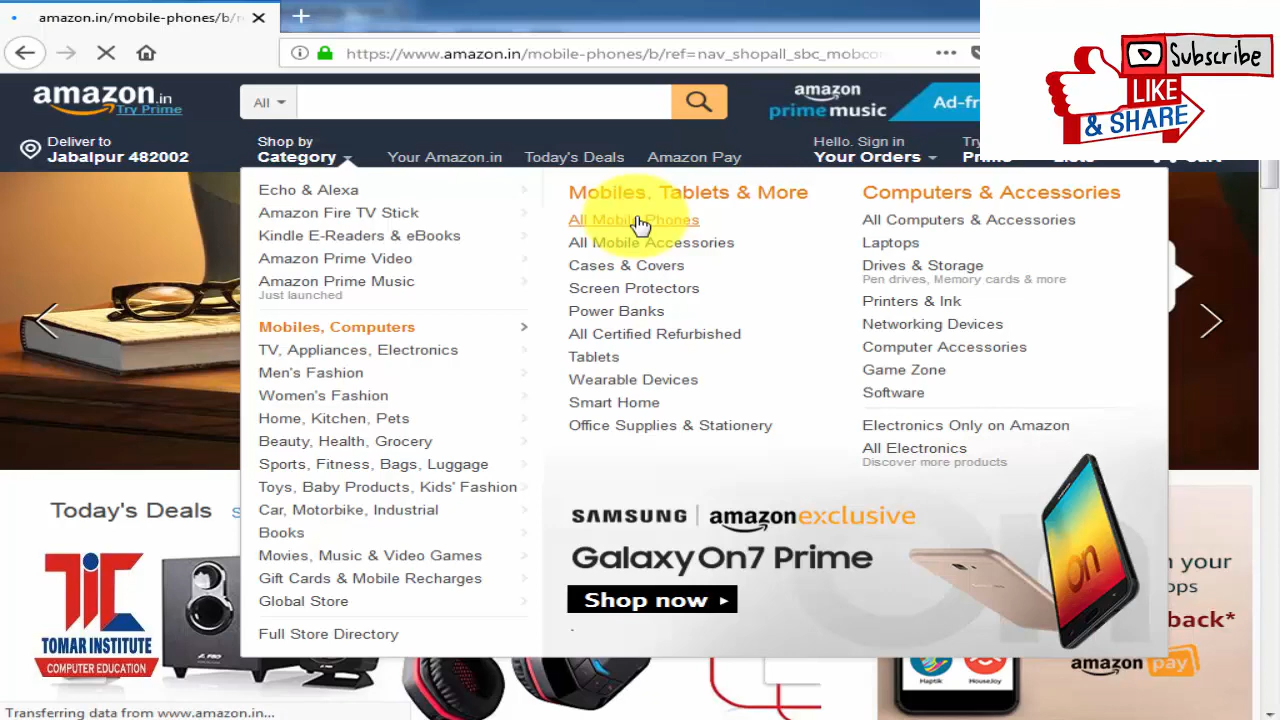 amazon.in/mobile-phones/b/r
https://www.amazon.in/mobile-phones/b/ref=nav_shopall_sbc_mobcom
Subscribe
LIKE
& SHARE
amazon.in
Try Prime
All
amazon
prime music
Ad-fr
Deliver to
Jabalpur 482002
Shop by
Category
Your Amazon.in
Today's Deals
Amazon Pay
Hello. Sign in
Your Orders
Try
Prime
Lists
Cart
Echo & Alexa
Amazon Fire TV Stick
Kindle E-Readers & eBooks
Amazon Prime Video
Amazon Prime Music
Just launched
Mobiles, Computers
TV, Appliances, Electronics
Men's Fashion
Women's Fashion
Home, Kitchen, Pets
Beauty, Health, Grocery
Sports, Fitness, Bags, Luggage
Toys, Baby Products, Kids' Fashion
Car, Motorbike, Industrial
Books
Movies, Music & Video Games
Gift Cards & Mobile Recharges
Global Store
Full Store Directory
Mobiles, Tablets & More
All Mobile Phones
All Mobile Accessories
Cases & Covers
Screen Protectors
Power Banks
All Certified Refurbished
Tablets
Wearable Devices
Smart Home
Office Supplies & Stationery
Computers & Accessories
All Computers & Accessories
Laptops
Drives & Storage
Pen drives, Memory cards & more
Printers & Ink
Networking Devices
Computer Accessories
Game Zone
Software
Electronics Only on Amazon
All Electronics
Discover more products
SAMSUNG | amazonexclusive
Galaxy On7 Prime
Shop now
on
Today's Deals
S
TiC
TOMAR INSTITUTE
COMPUTER EDUCATION
F&D
your
ops
back*
Haptik
HouseJoy
amazon pay
Transferring data from www.amazon.in...